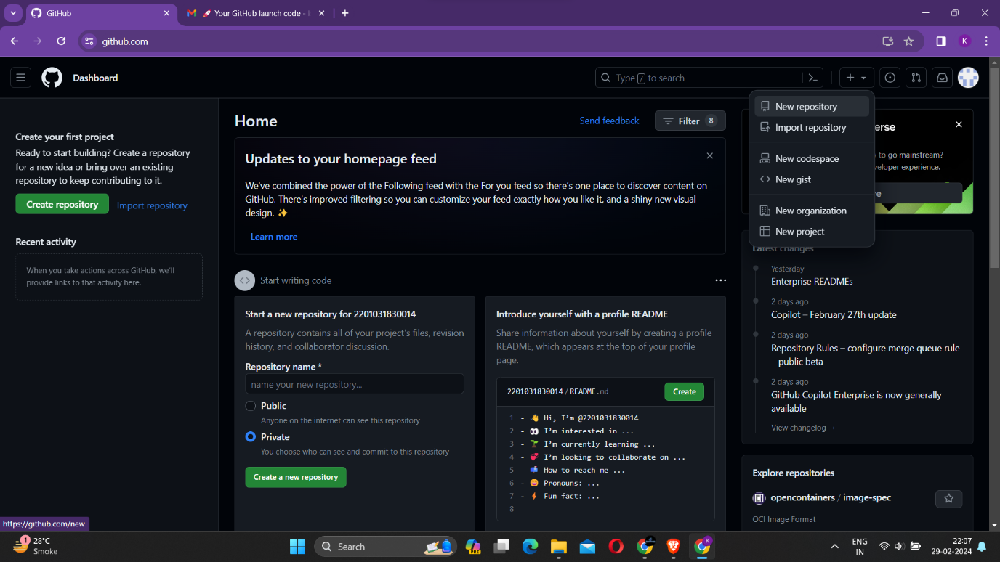 GitHub
🚀 Your GitHub launch code -
github.com
K
Dashboard
Type / to search
New repository
Import repository
New codespace
New gist
New organization
New project
Create your first project
Ready to start building? Create a repository
for a new idea or bring over an existing
repository to keep contributing to it.
Create repository
Import repository
Recent activity
When you take actions across GitHub, we'll
provide links to that activity here.
Home
Send feedback
Filter 8
Updates to your homepage feed
We've combined the power of the Following feed with the For you feed so there's one place to discover content on
GitHub. There's improved filtering so you can customize your feed exactly how you like it, and a shiny new visual
design. ✨
Learn more
Start writing code
Start a new repository for 2201031830014
A repository contains all of your project's files, revision
history, and collaborator discussion.
Repository name *
name your new repository...
Public
Anyone on the internet can see this repository
Private
You choose who can see and commit to this repository
Create a new repository
Introduce yourself with a profile README
Share information about yourself by creating a profile
README, which appears at the top of your profile
page.
2201031830014 / README.md
Create
1 - 👋 Hi, I'm @2201031830014
2 - 👀 I'm interested in ...
3 - 🌱 I'm currently learning ...
4 - 💞️ I'm looking to collaborate on ...
5 - 📫 How to reach me ...
6 - 😄 Pronouns: ...
7 - ⚡ Fun fact: ...
8
to go mainstream?
Latest changes
Yesterday
Enterprise READMEs
2 days ago
Copilot – February 27th update
2 days ago
Repository Rules – configure merge queue rule
– public beta
2 days ago
GitHub Copilot Enterprise is now generally
available
View changelog →
Explore repositories
opencontainers / image-spec
OCI Image Format
https://github.com/new
1
28°C
Smoke
Search
PRE
K
ENG
IN
22:07
29-02-2024